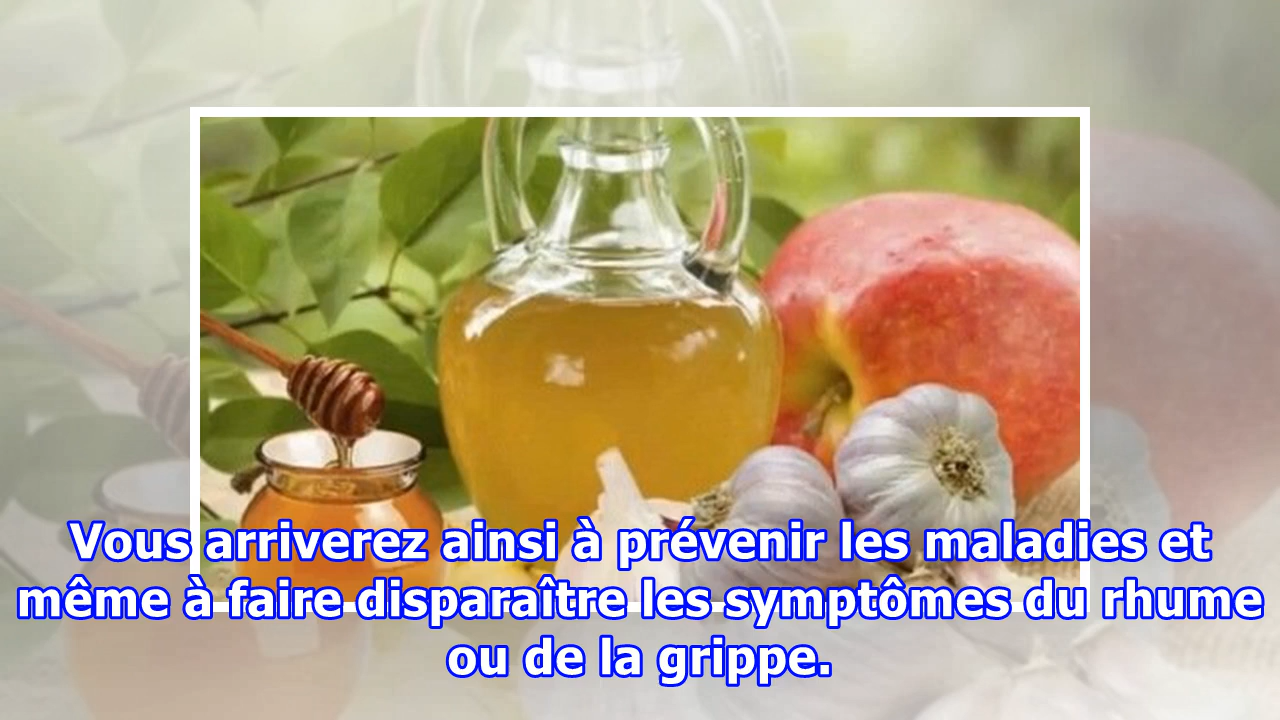 Vous arriverez ainsi à prévenir les maladies et
même à faire disparaître les symptômes du rhume
ou de la grippe.